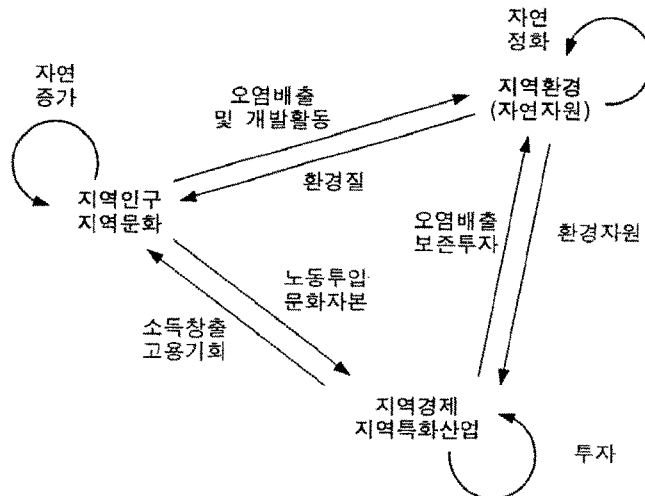 자연
정화
지역환경
(자연자원)
자연
증가
오염배출
및 개발활동
환경질
지역인구
지역문화
오염배출
보존투자
환경자원
노동투입
문화자본
소득창출
고용기회
지역경제
지역특화산업
투자